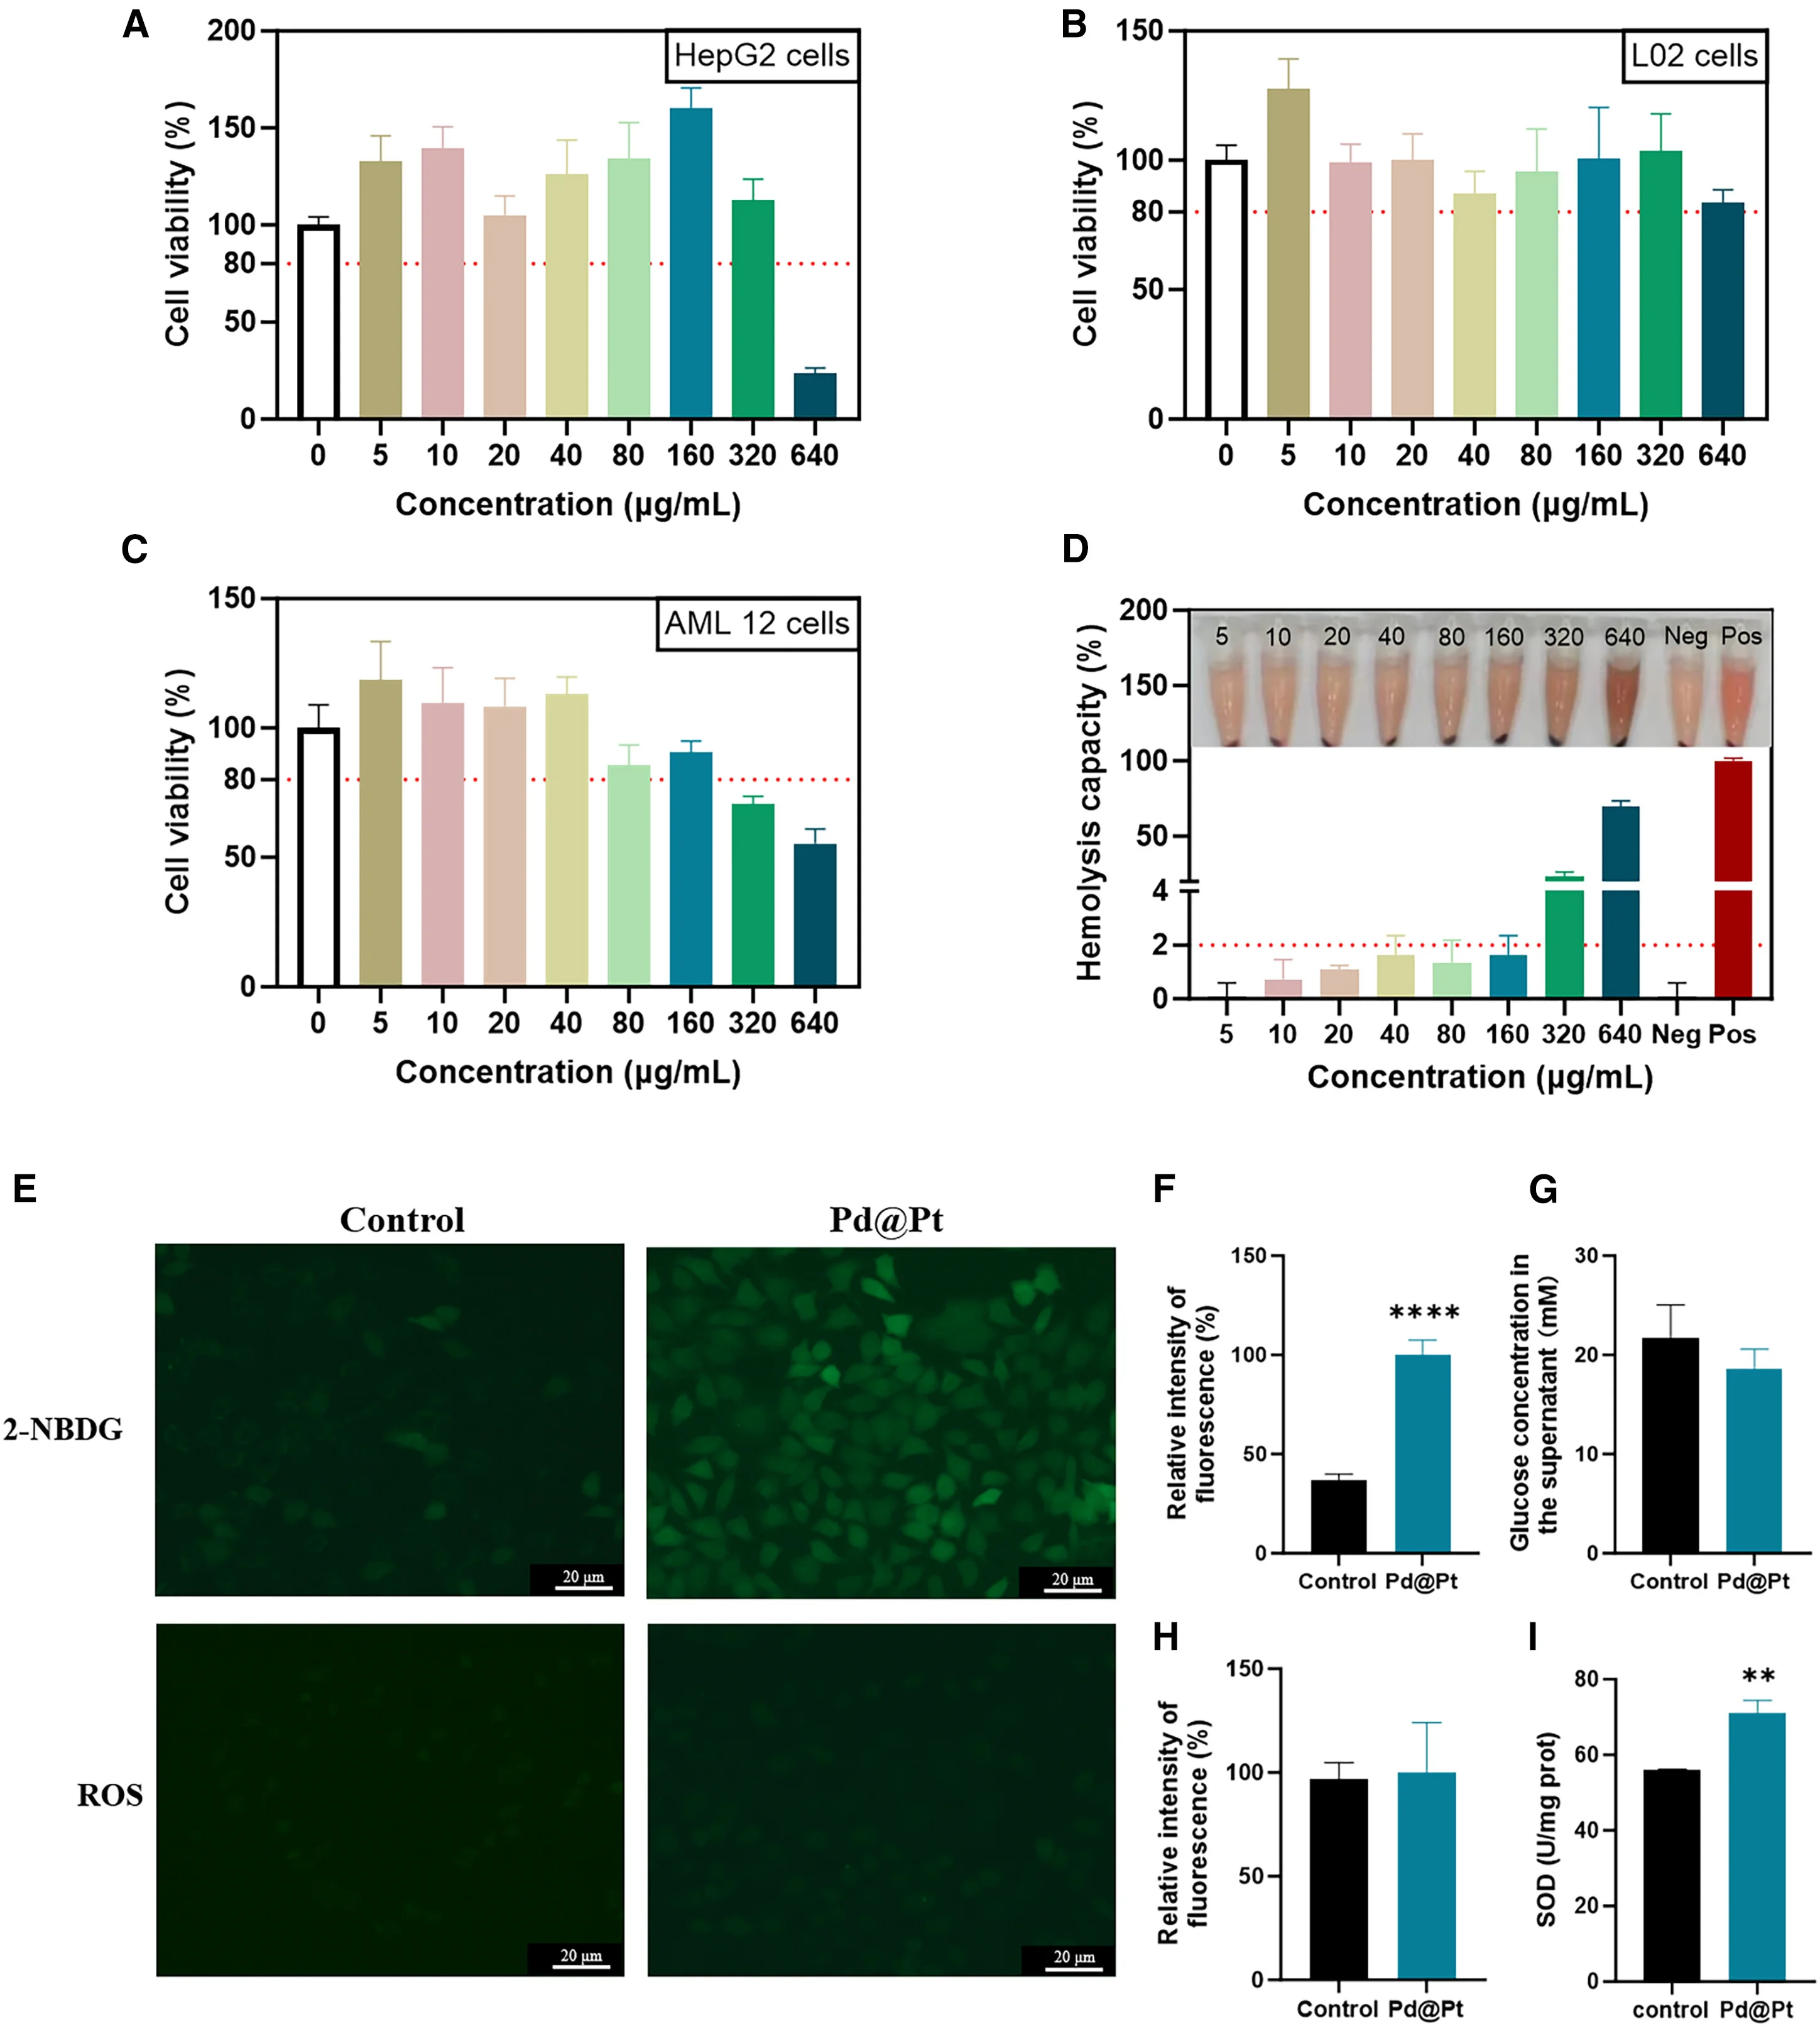 A
200
150
100
80
50
0
Cell viability (%)
HepG2 cells
0 5 10 20 40 80 160 320 640
Concentration (µg/mL)
B
150
100
80
50
0
Cell viability (%)
L02 cells
0 5 10 20 40 80 160 320 640
Concentration (µg/mL)
C
150
100
80
50
0
Cell viability (%)
AML 12 cells
0 5 10 20 40 80 160 320 640
Concentration (µg/mL)
D
200
150
100
50
4
2
0
Hemolysis capacity (%)
5 10 20 40 80 160 320 640 Neg Pos
5 10 20 40 80 160 320 640 Neg Pos
Concentration (µg/mL)
E
Control Pd@Pt
2-NBDG
20 µm
20 µm
ROS
20 µm
20 µm
F
150
100
50
0
Relative intensity of
fluorescence (%)
****
Control Pd@Pt
G
30
20
10
0
Glucose concentration in
the supernatant (mM)
Control Pd@Pt
H
150
100
50
0
Relative intensity of
fluorescence (%)
Control Pd@Pt
I
80
60
40
20
0
SOD (U/mg prot)
**
control Pd@Pt